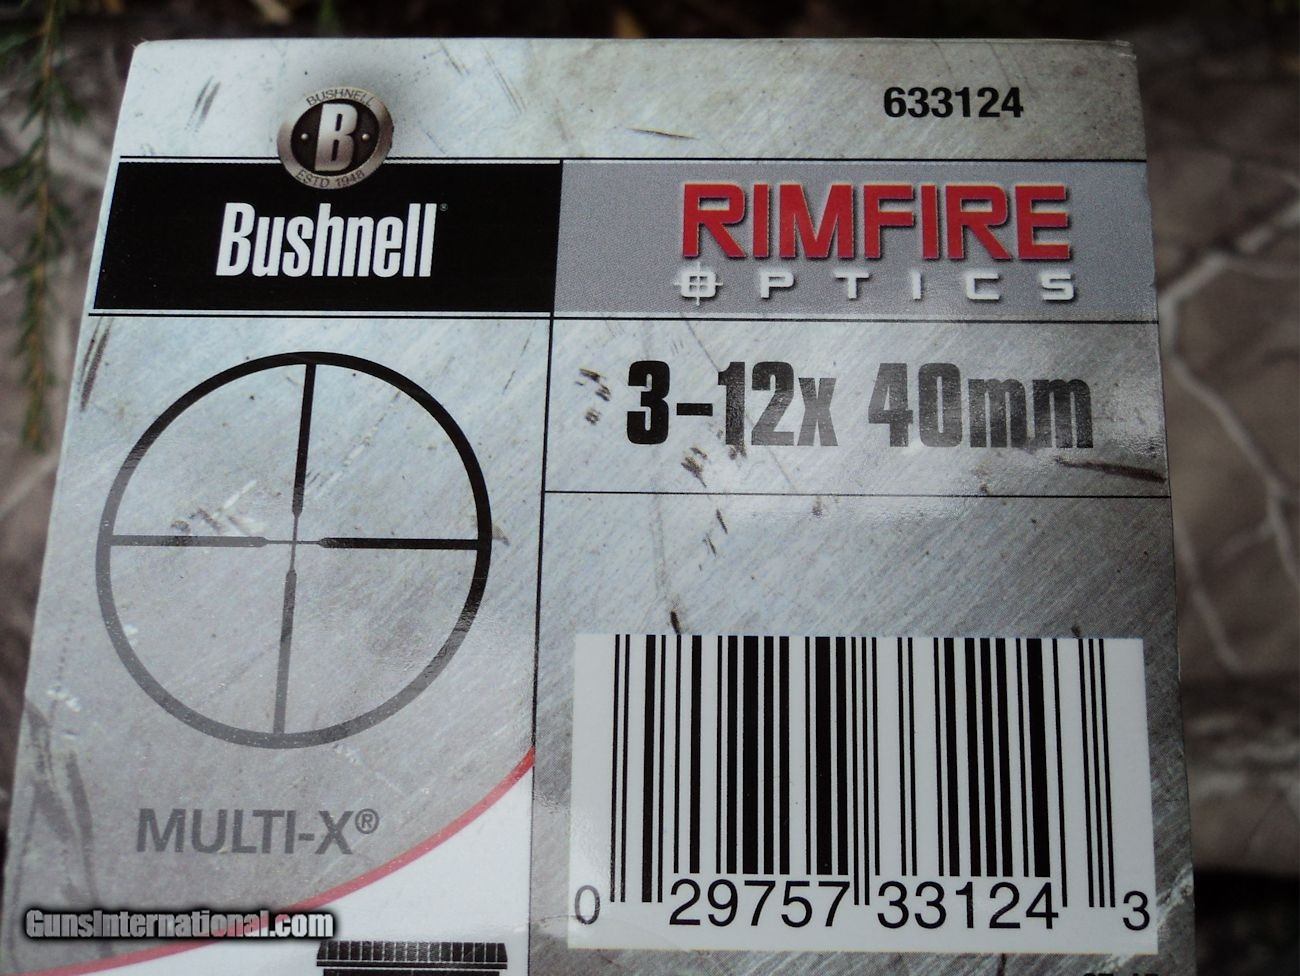 633124
BUSHNELL
B
ESTD 1948
Bushnell®
RIMFIRE
OPTICS
3-12x 40mm
MULTI-X®
0 29757 33124 3
GunsInternational.com